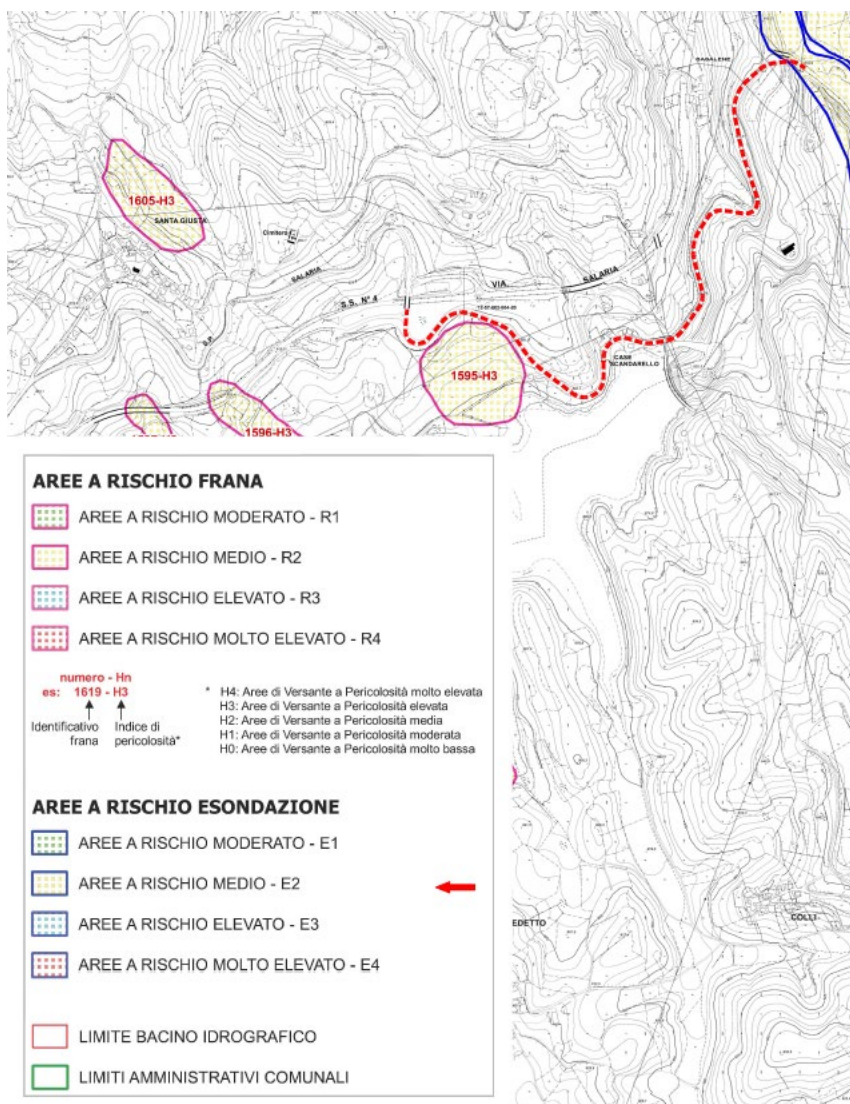 SAGALENE
1605-H3
SANTA GIUSTA
Cimitero
SALARIA
VIA
SALARIA
S.S. N° 4
S.P.
CASE
SCANDARELLO
1595-H3
1596-H3
AREE A RISCHIO FRANA
AREE A RISCHIO MODERATO - R1
AREE A RISCHIO MEDIO - R2
AREE A RISCHIO ELEVATO - R3
AREE A RISCHIO MOLTO ELEVATO - R4
numero - Hn
es: 1619 - H3
Identificativo frana
Indice di pericolosità*
* H4: Aree di Versante a Pericolosità molto elevata
H3: Aree di Versante a Pericolosità elevata
H2: Aree di Versante a Pericolosità media
H1: Aree di Versante a Pericolosità moderata
H0: Aree di Versante a Pericolosità molto bassa
AREE A RISCHIO ESONDAZIONE
AREE A RISCHIO MODERATO - E1
AREE A RISCHIO MEDIO - E2
AREE A RISCHIO ELEVATO - E3
AREE A RISCHIO MOLTO ELEVATO - E4
EDETTO
COLLI
LIMITE BACINO IDROGRAFICO
LIMITI AMMINISTRATIVI COMUNALI